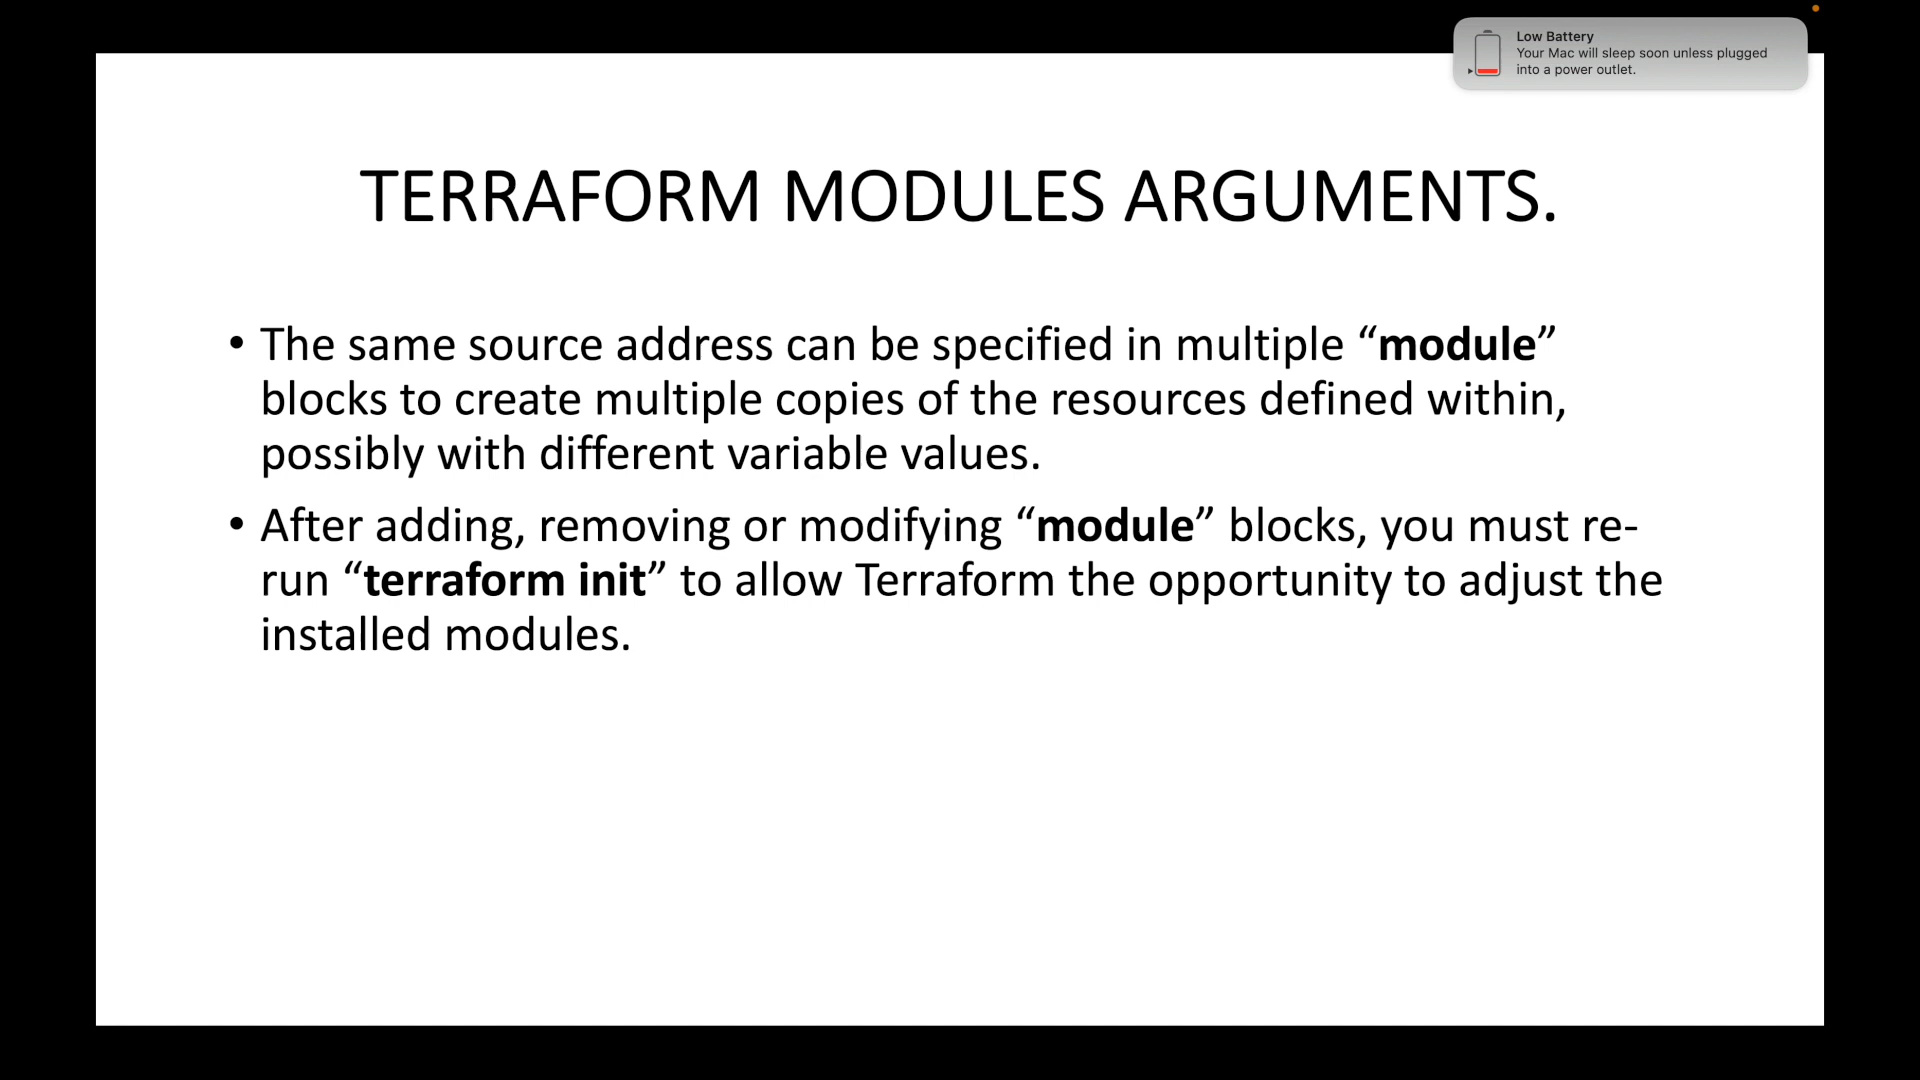 Low Battery
Your Mac will sleep soon unless plugged
into a power outlet.
TERRAFORM MODULES ARGUMENTS.
• The same source address can be specified in multiple “module”
blocks to create multiple copies of the resources defined within,
possibly with different variable values.
• After adding, removing or modifying “module” blocks, you must re-
run “terraform init” to allow Terraform the opportunity to adjust the
installed modules.